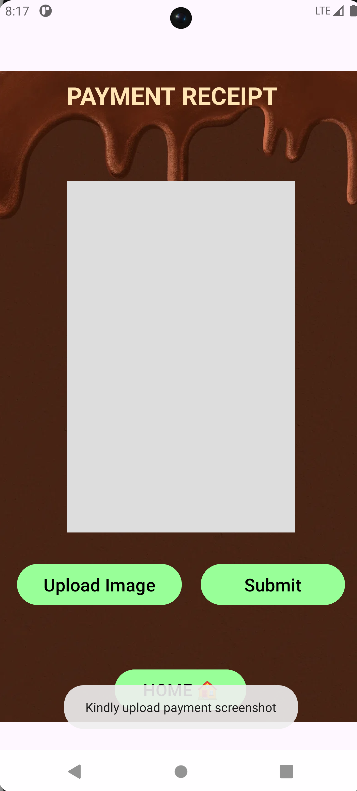 8:17
LTE
PAYMENT RECEIPT
Upload Image
Submit
HOME 🏠
Kindly upload payment screenshot